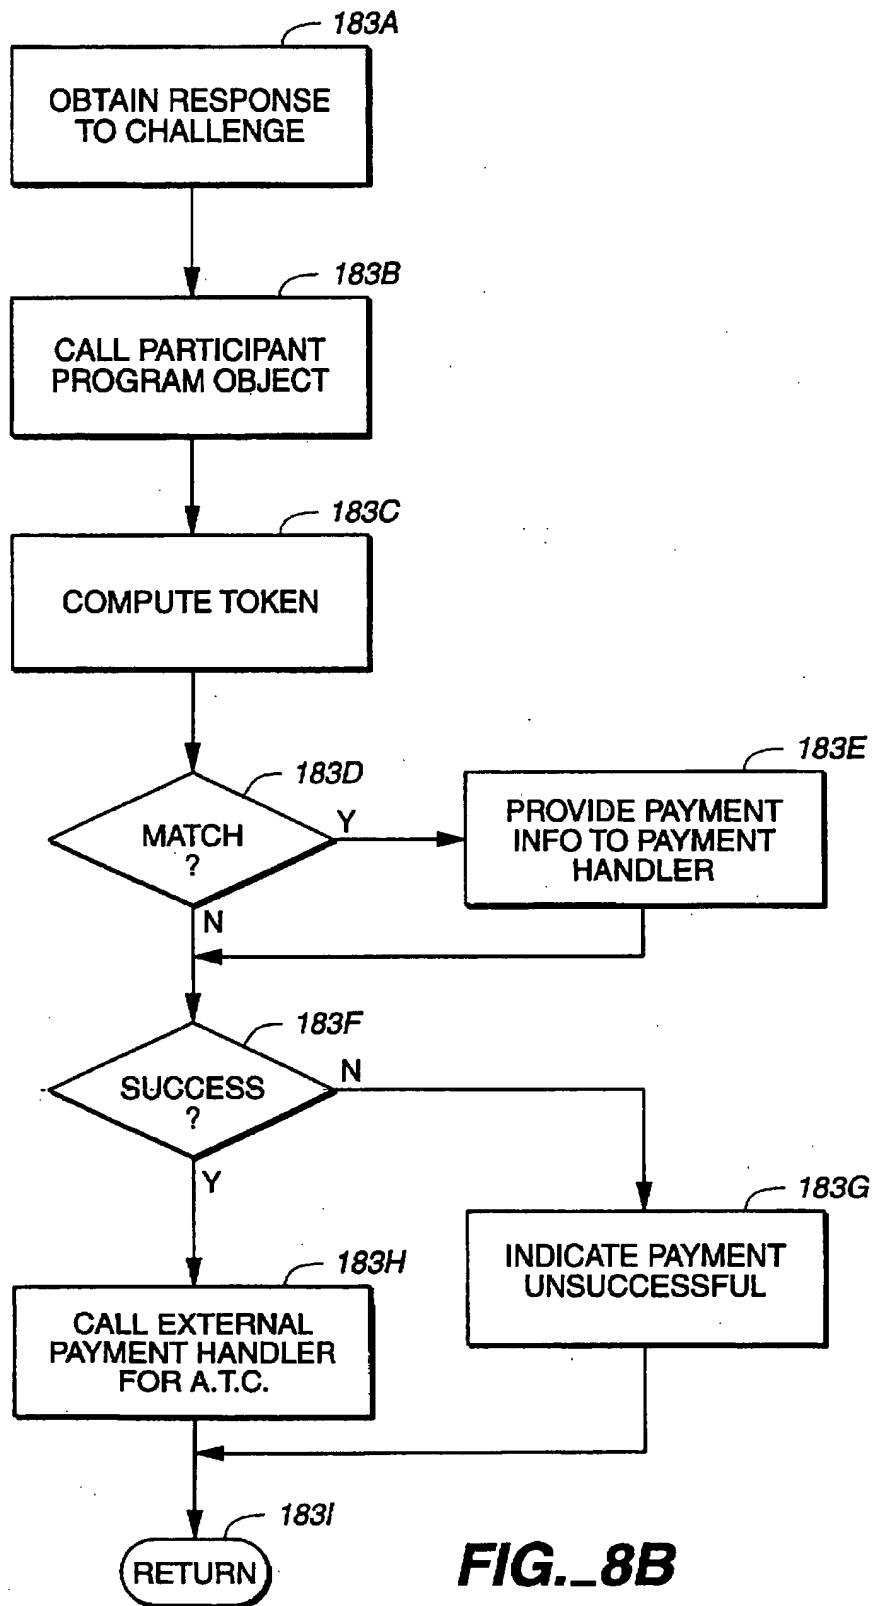 183A
OBTAIN RESPONSE
TO CHALLENGE
183B
CALL PARTICIPANT
PROGRAM OBJECT
183C
COMPUTE TOKEN
183D
MATCH
?
Y
N
183E
PROVIDE PAYMENT
INFO TO PAYMENT
HANDLER
183F
SUCCESS
?
N
Y
183G
INDICATE PAYMENT
UNSUCCESSFUL
183H
CALL EXTERNAL
PAYMENT HANDLER
FOR A.T.C.
183I
RETURN
FIG._8B